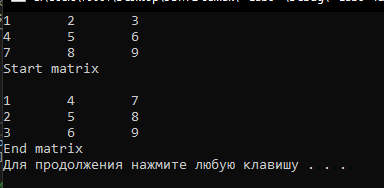 1 2 3
4 5 6
7 8 9
Start matrix
1 4 7
2 5 8
3 6 9
End matrix
Для продолжения нажмите любую клавишу . . .